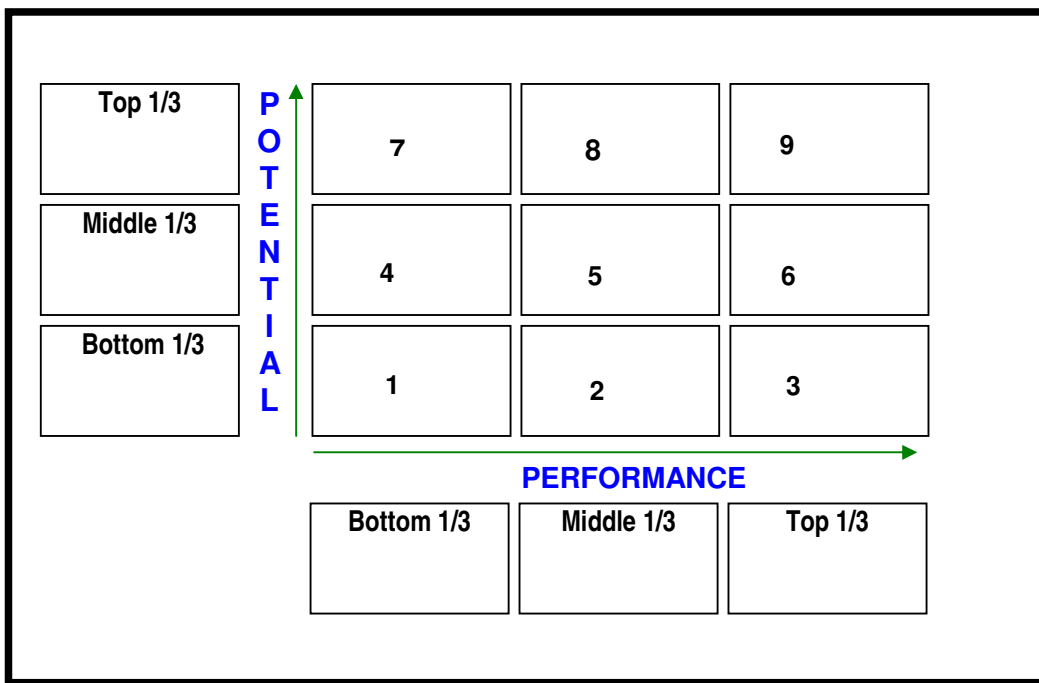 Top 1/3
Middle 1/3
Bottom 1/3
POTENTIAL
7 8 9
4 5 6
1 2 3
PERFORMANCE
Bottom 1/3 Middle 1/3 Top 1/3